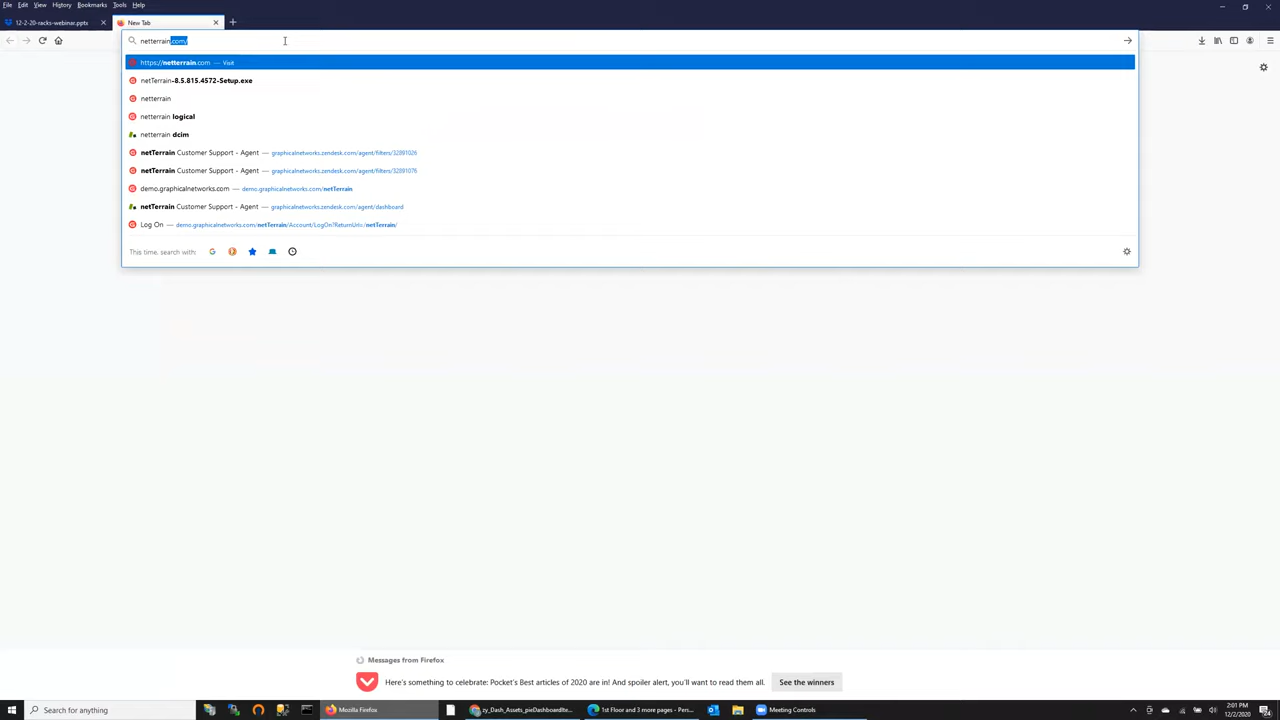 File Edit View History Bookmarks Tools Help
12-2-20-racks-webinar.pptx
New Tab
netterrain.com/
https://netterrain.com — Visit
netTerrain-8.5.815.4572-Setup.exe
netterrain
netterrain logical
netterrain dcim
netTerrain Customer Support - Agent — graphicalnetworks.zendesk.com/agent/filters/32891026
netTerrain Customer Support - Agent — graphicalnetworks.zendesk.com/agent/filters/32891076
demo.graphicalnetworks.com — demo.graphicalnetworks.com/netTerrain
netTerrain Customer Support - Agent — graphicalnetworks.zendesk.com/agent/dashboard
Log On — demo.graphicalnetworks.com/netTerrain/Account/LogOn?ReturnUrl=/netTerrain/
This time, search with:
Messages from Firefox
Here's something to celebrate: Pocket's Best articles of 2020 are in! And spoiler alert, you'll want to read them all.
See the winners
Search for anything
Mozilla Firefox
zy_Dash_Assets_pieDashboardIte...
1st Floor and 3 more pages - Pers...
Meeting Controls
2:01 PM
12/2/2020